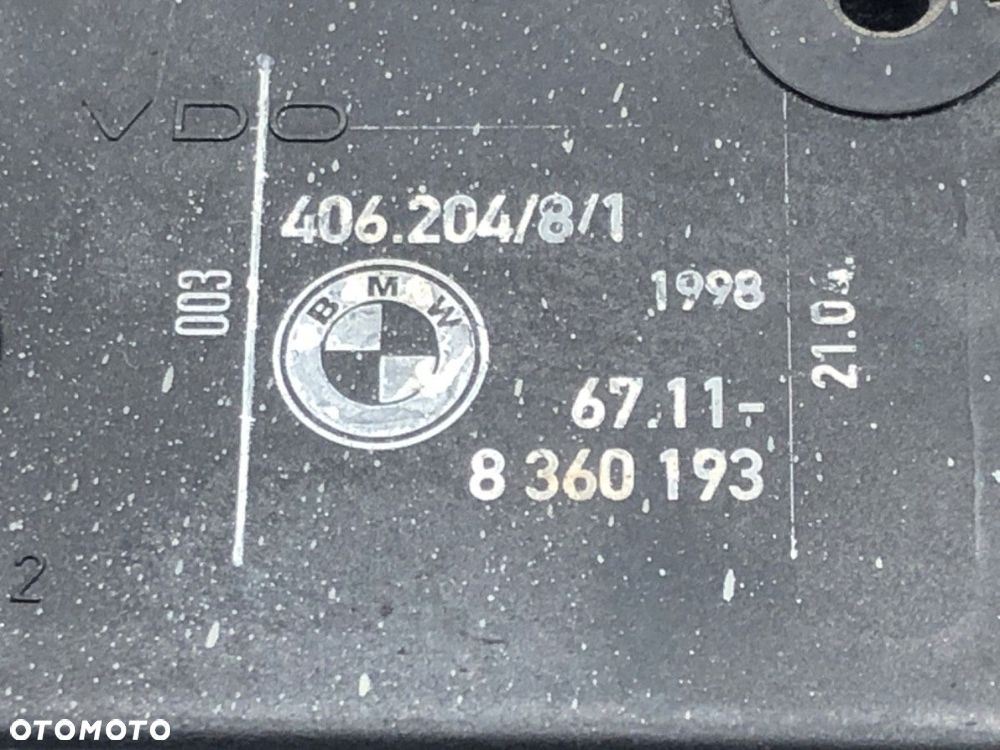 VDO
406.204/8/1
003
BMW
1998
21.04.
67.11-
8 360 193
2
OTOMOTO